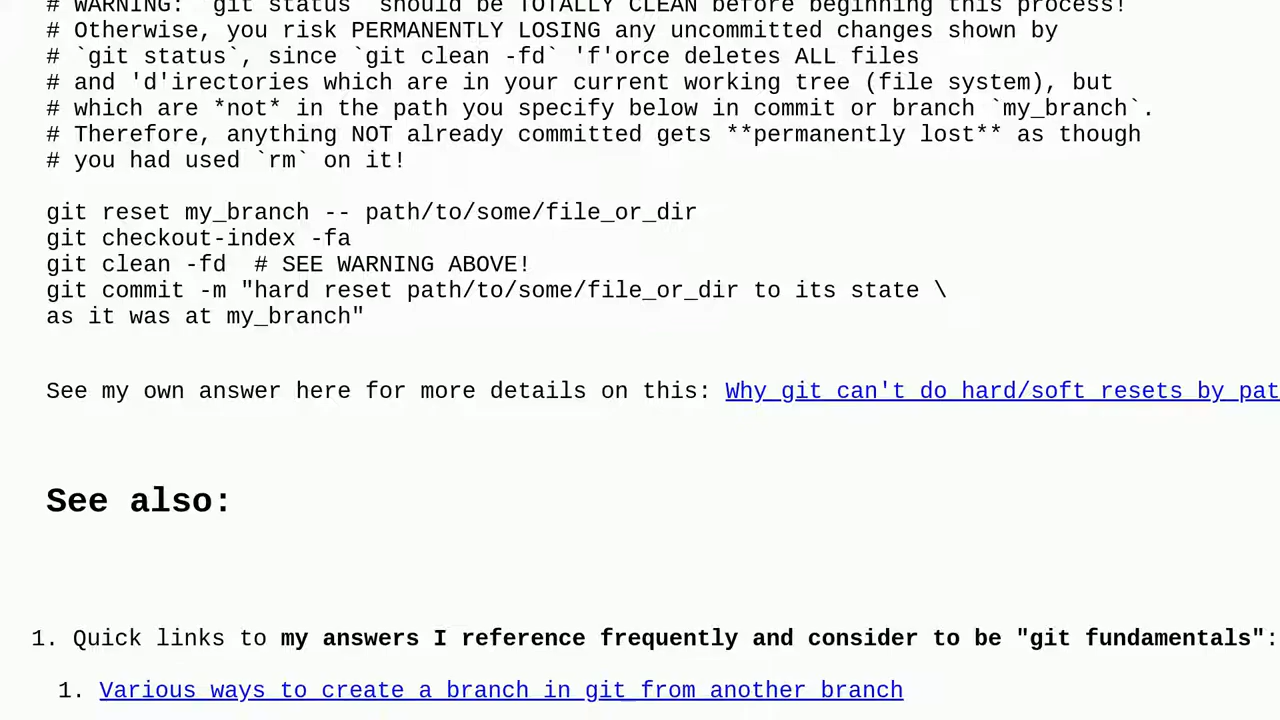 # WARNING: `git status` should be TOTALLY CLEAN before beginning this process!
# Otherwise, you risk PERMANENTLY LOSING any uncommitted changes shown by
# `git status`, since `git clean -fd` 'f'orce deletes ALL files
# and 'd'irectories which are in your current working tree (file system), but
# which are *not* in the path you specify below in commit or branch `my_branch`.
# Therefore, anything NOT already committed gets **permanently lost** as though
# you had used `rm` on it!
git reset my_branch -- path/to/some/file_or_dir
git checkout-index -fa
git clean -fd  # SEE WARNING ABOVE!
git commit -m "hard reset path/to/some/file_or_dir to its state \
as it was at my_branch"
See my own answer here for more details on this: Why git can't do hard/soft resets by pat
See also:
1. Quick links to my answers I reference frequently and consider to be "git fundamentals":
1. Various ways to create a branch in git from another branch